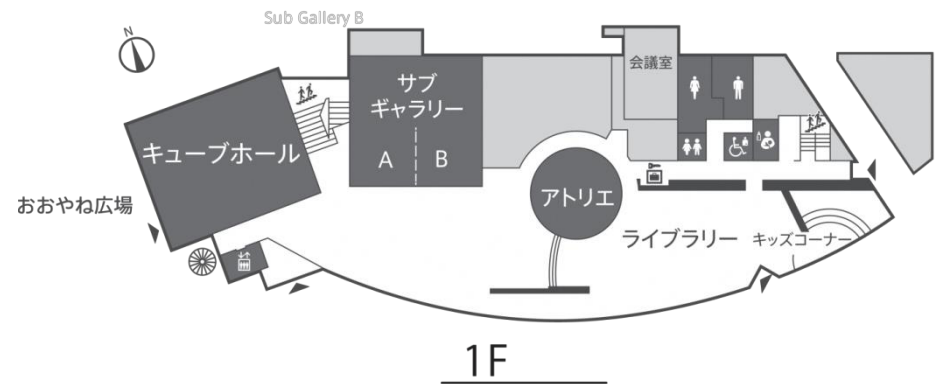 Sub Gallery B
N
会議室
サブ
ギャラリー
A B
キューブホール
アトリエ
おおやね広場
ライブラリー
キッズコーナー
1F